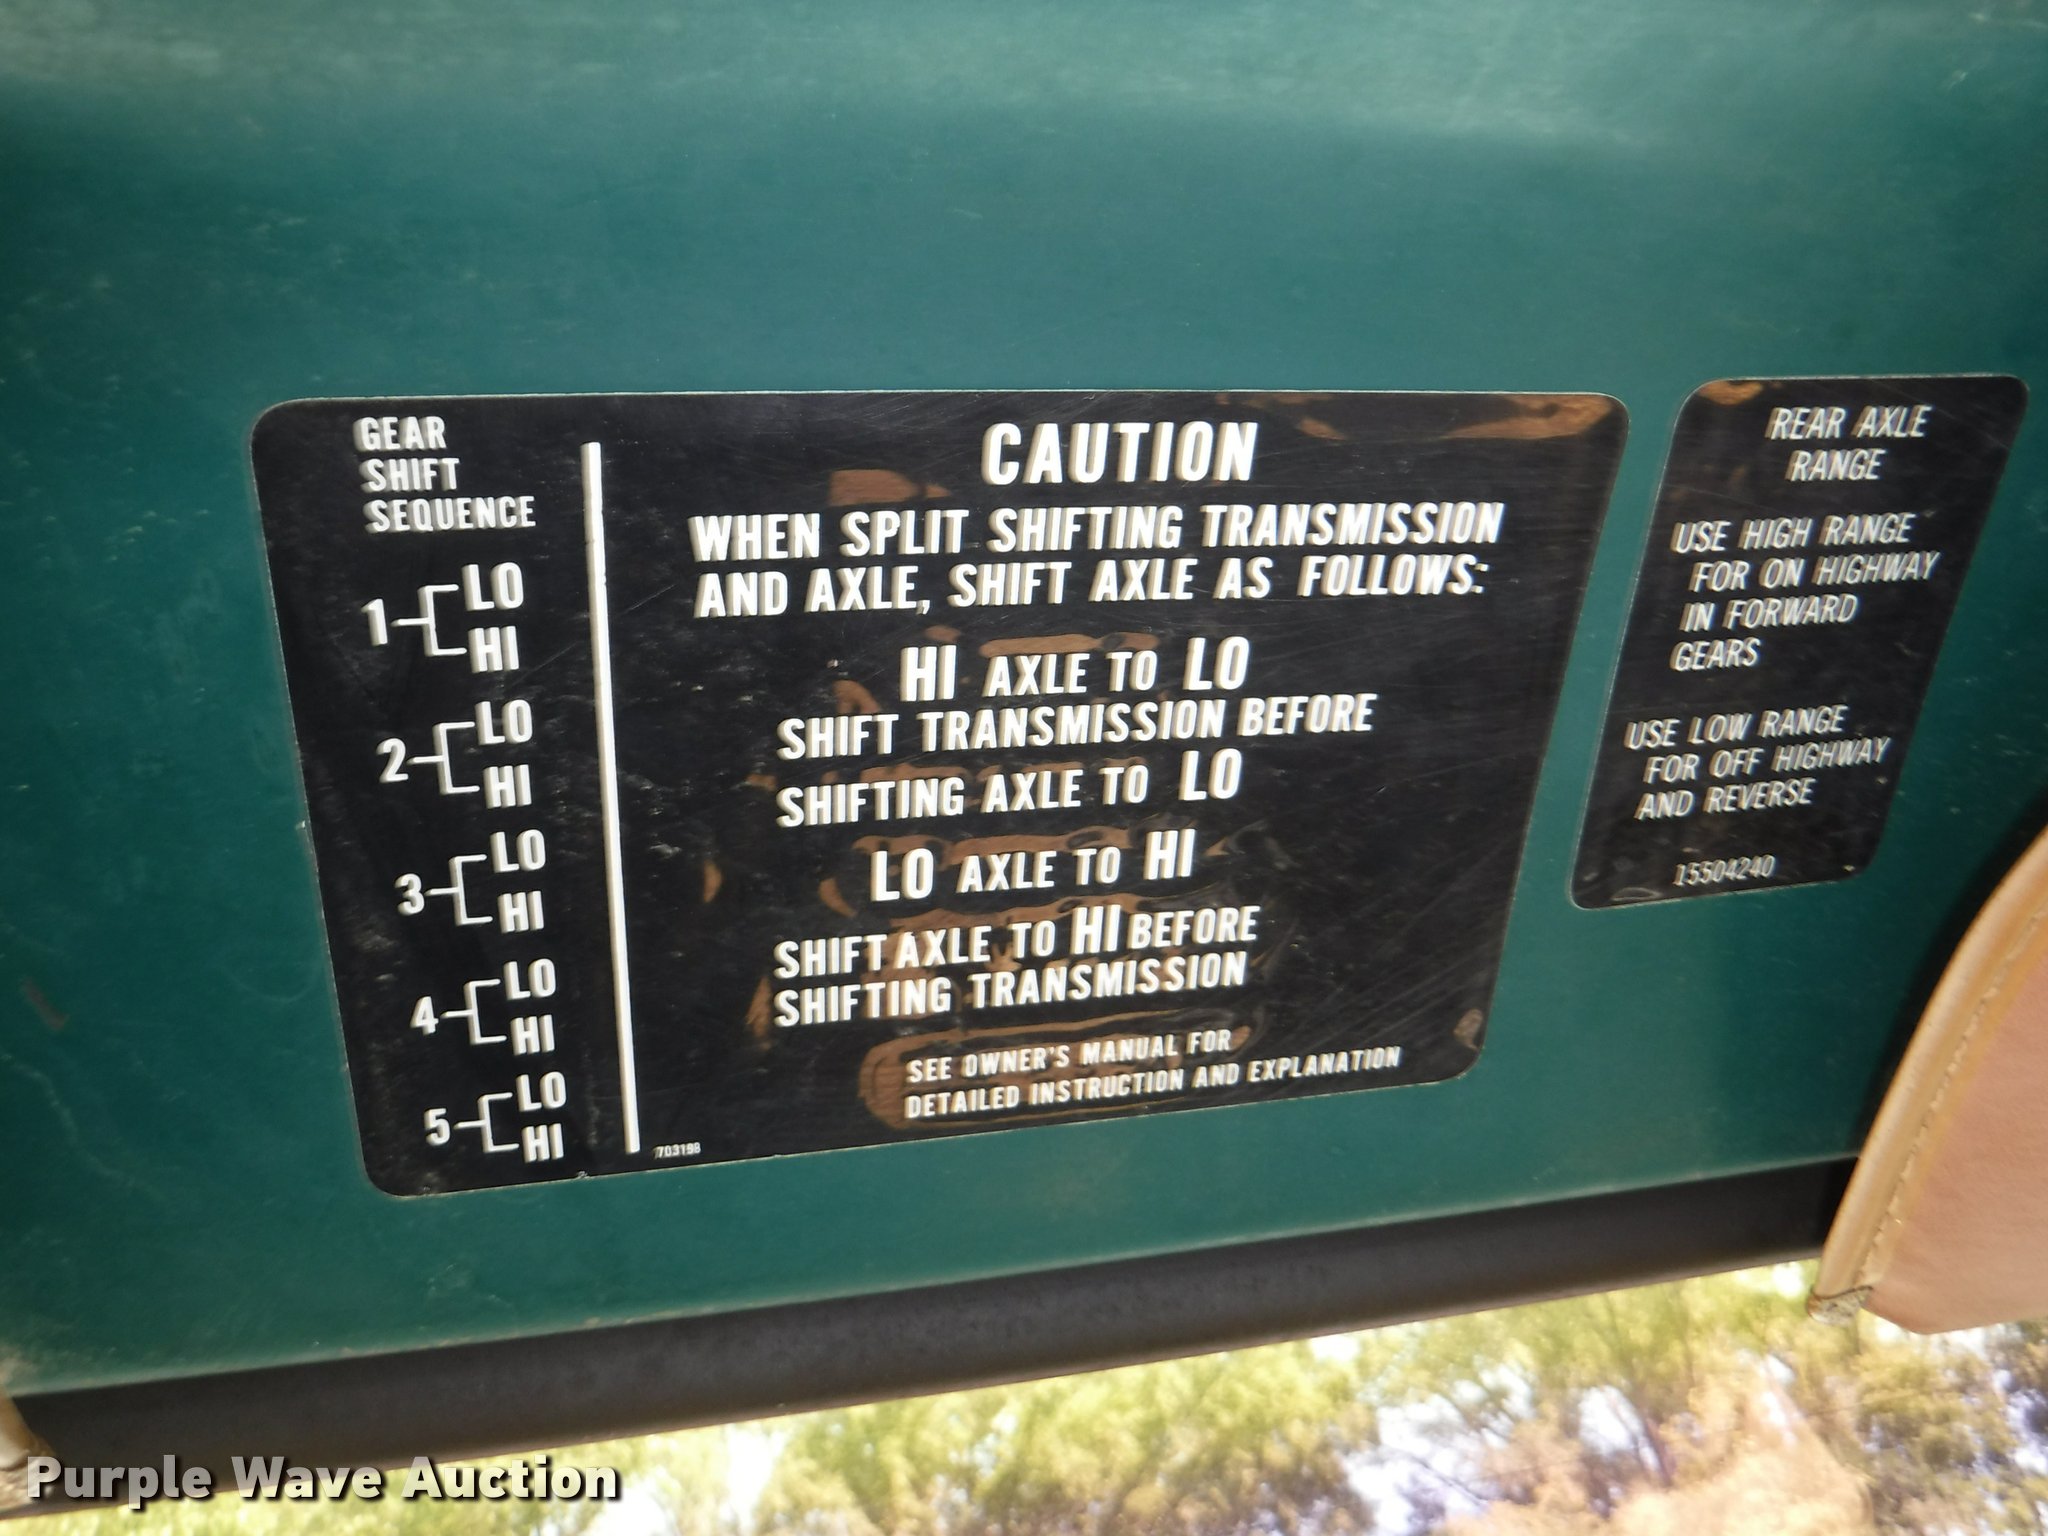 GEAR
SHIFT
SEQUENCE
1 LO
HI
2 LO
HI
3 LO
HI
4 LO
HI
5 LO
HI
CAUTION
WHEN SPLIT SHIFTING TRANSMISSION
AND AXLE, SHIFT AXLE AS FOLLOWS:
HI AXLE TO LO
SHIFT TRANSMISSION BEFORE
SHIFTING AXLE TO LO
LO AXLE TO HI
SHIFT AXLE TO HI BEFORE
SHIFTING TRANSMISSION
SEE OWNER'S MANUAL FOR
DETAILED INSTRUCTION AND EXPLANATION
REAR AXLE
RANGE
USE HIGH RANGE
FOR ON HIGHWAY
IN FORWARD
GEARS
USE LOW RANGE
FOR OFF HIGHWAY
AND REVERSE
15504240
Purple Wave Auction